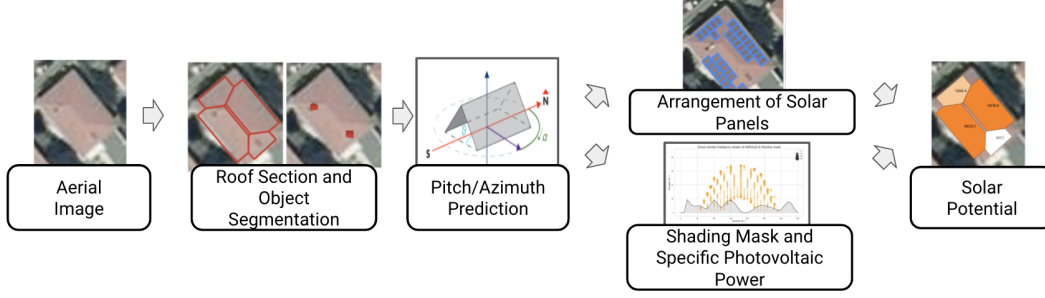 Aerial
Image
Roof Section and
Object
Segmentation
N
S
α
Pitch/Azimuth
Prediction
Arrangement of Solar
Panels
Shading Mask and
Specific Photovoltaic
Power
Solar
Potential